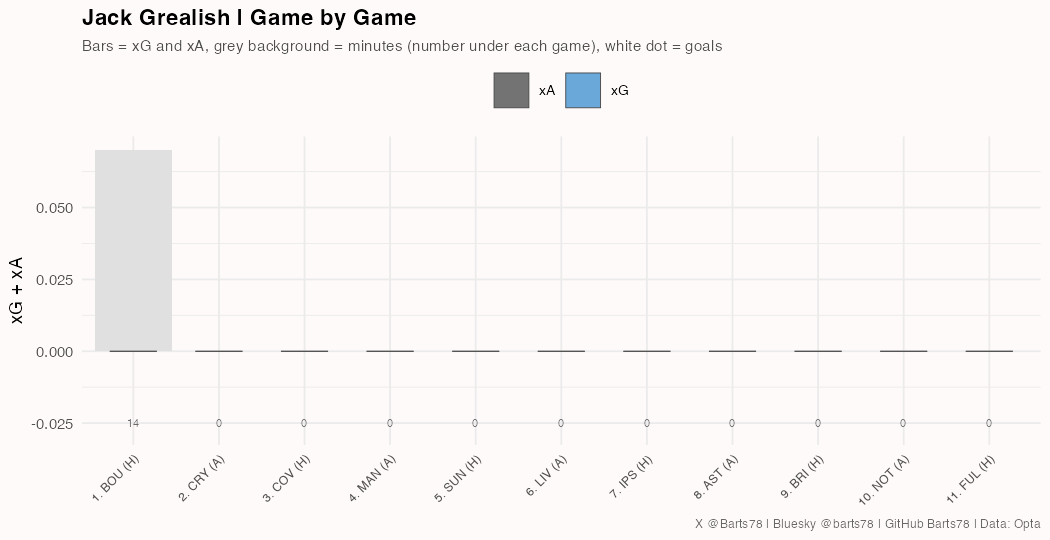 Jack Grealish | Game by Game
Bars = xG and xA, grey background = minutes (number under each game), white dot = goals
xA xG
xG + xA
0.050
0.025
0.000
-0.025
14 0 0 0 0 0 0 0 0 0 0
1. BOU (H)
2. CRY (A)
3. COV (H)
4. MAN (A)
5. SUN (H)
6. LIV (A)
7. IPS (H)
8. AST (A)
9. BRI (H)
10. NOT (A)
11. FUL (H)
X @Barts78 | Bluesky @barts78 | GitHub Barts78 | Data: Opta